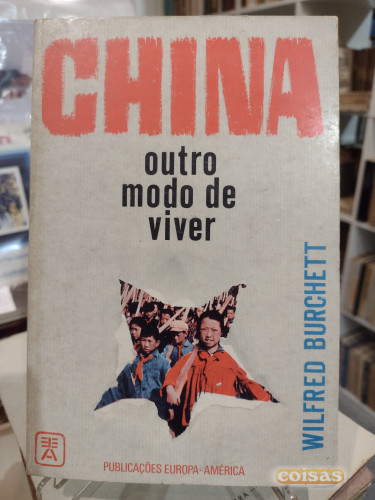 CHINA
outro
modo de
viver
WILFRED BURCHETT
PUBLICAÇÕES EUROPA-AMÉRICA
coisas